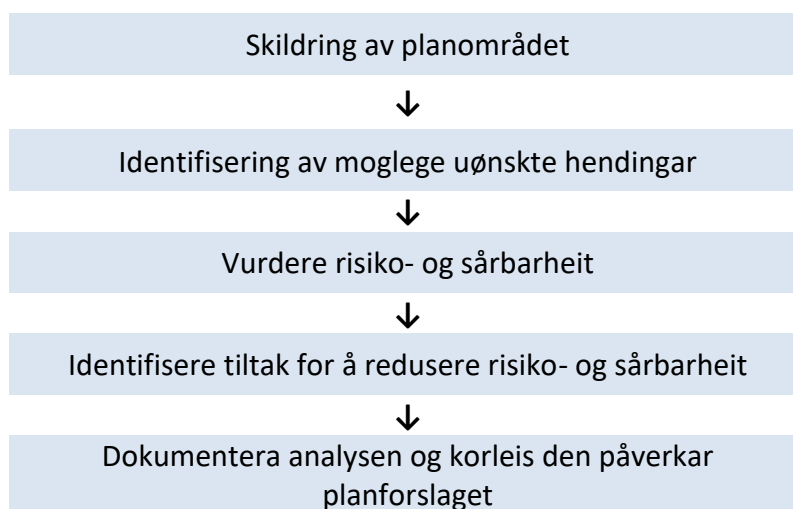 Skildring av planområdet
↓
Identifisering av moglege uønskte hendingar
↓
Vurdere risiko- og sårbarheit
↓
Identifisere tiltak for å redusere risiko- og sårbarheit
↓
Dokumentera analysen og korleis den påverkar
planforslaget